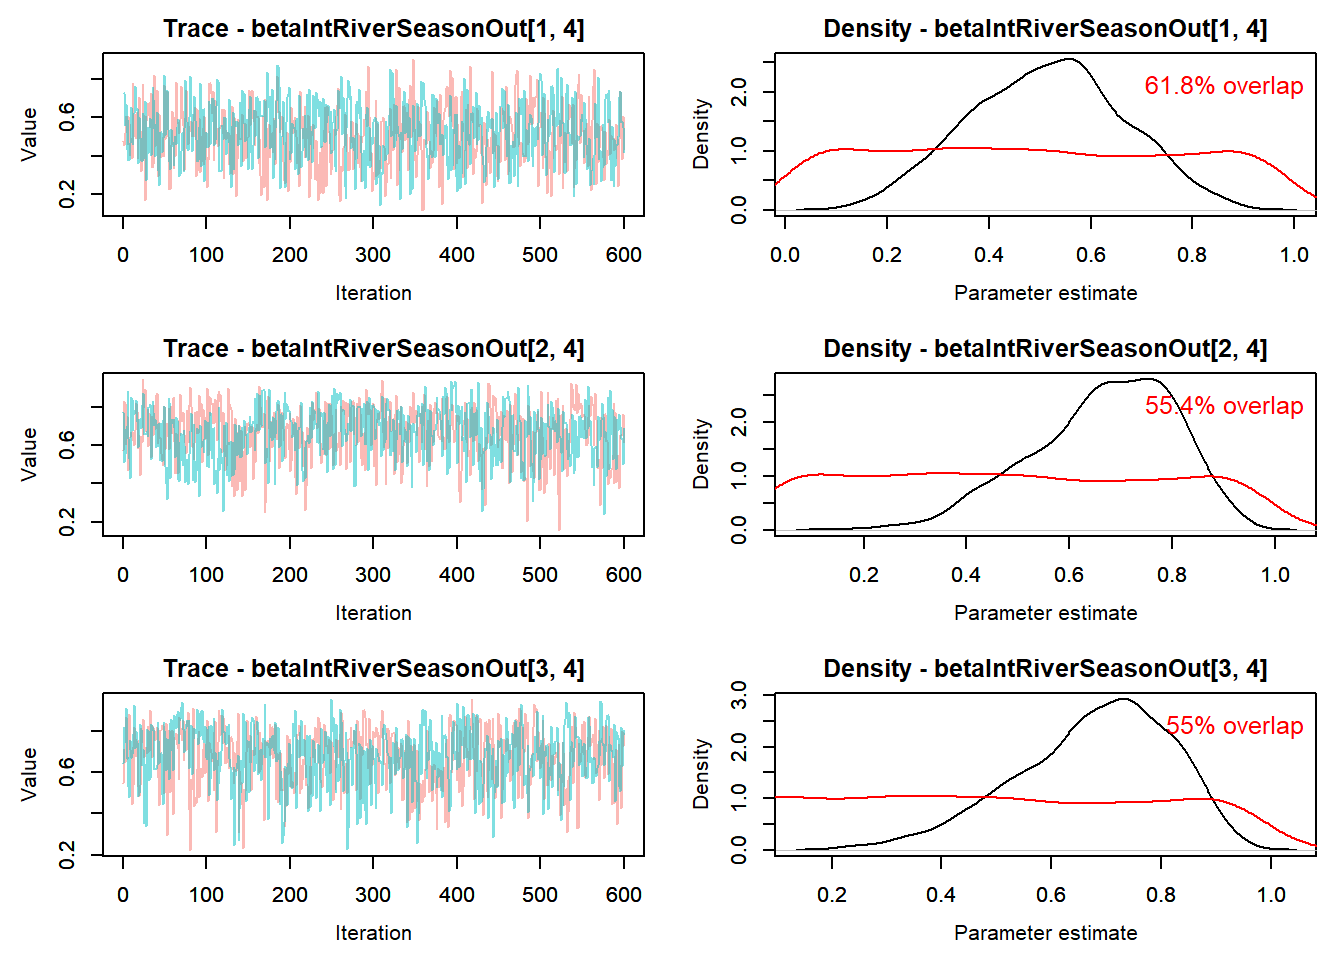 Trace - betaIntRiverSeasonOut[1, 4]
Value
0.6
0.2
0 100 200 300 400 500 600
Iteration
Density - betaIntRiverSeasonOut[1, 4]
61.8% overlap
Density
2.0
1.0
0.0
0.0 0.2 0.4 0.6 0.8 1.0
Parameter estimate
Trace - betaIntRiverSeasonOut[2, 4]
Value
0.6
0.2
0 100 200 300 400 500 600
Iteration
Density - betaIntRiverSeasonOut[2, 4]
55.4% overlap
Density
2.0
1.0
0.0
0.2 0.4 0.6 0.8 1.0
Parameter estimate
Trace - betaIntRiverSeasonOut[3, 4]
Value
0.6
0.2
0 100 200 300 400 500 600
Iteration
Density - betaIntRiverSeasonOut[3, 4]
55% overlap
Density
3.0
2.0
1.0
0.0
0.2 0.4 0.6 0.8 1.0
Parameter estimate